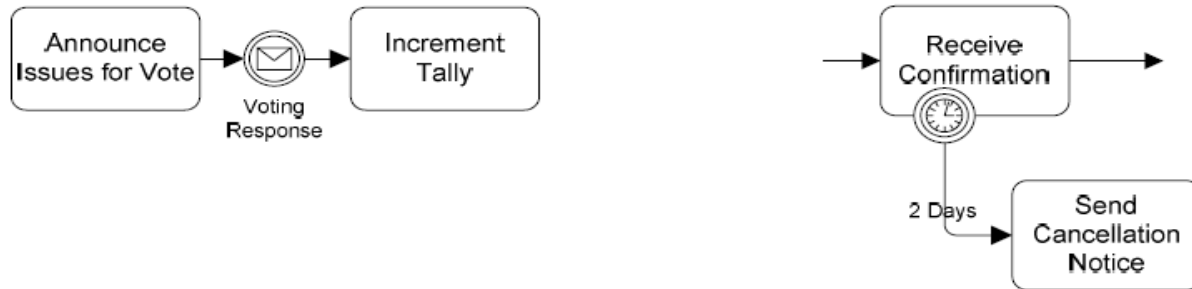 Announce
Issues for Vote
Voting
Response
Increment
Tally
Receive
Confirmation
2 Days
Send
Cancellation
Notice